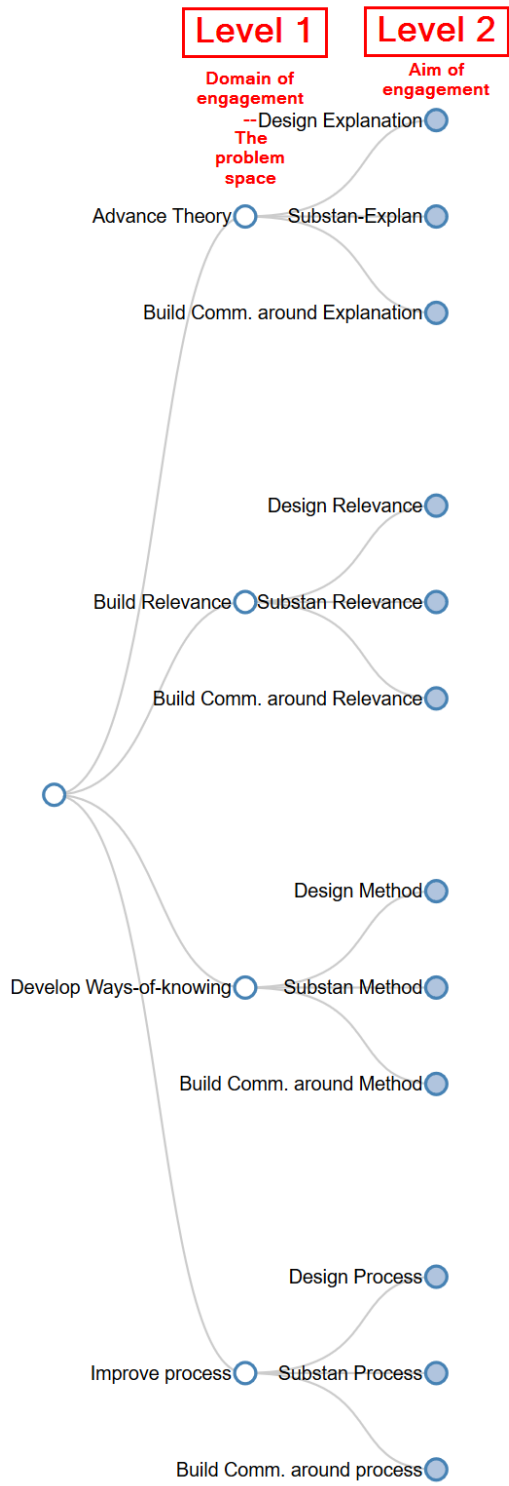 Level 1
Level 2
Domain of
engagement
--
The
problem
space
Aim of
engagement
Design Explanation
Advance Theory
Substan-Explan
Build Comm. around Explanation
Design Relevance
Build Relevance
Substan Relevance
Build Comm. around Relevance
Design Method
Develop Ways-of-knowing
Substan Method
Build Comm. around Method
Design Process
Improve process
Substan Process
Build Comm. around process